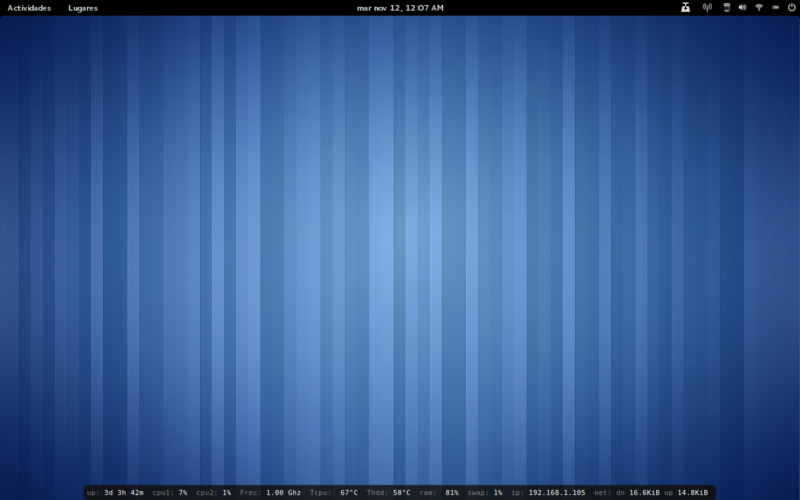 Actividades Lugares mar nov 12, 12:07 AM
up: 3d 3h 42m cpu1: 7% cpu2: 1% Frec: 1.00 Ghz Tcpu: 67°C Thdd: 58°C ram: 81% swap: 1% ip: 192.168.1.105 net: dn 16.6KiB up 14.8KiB